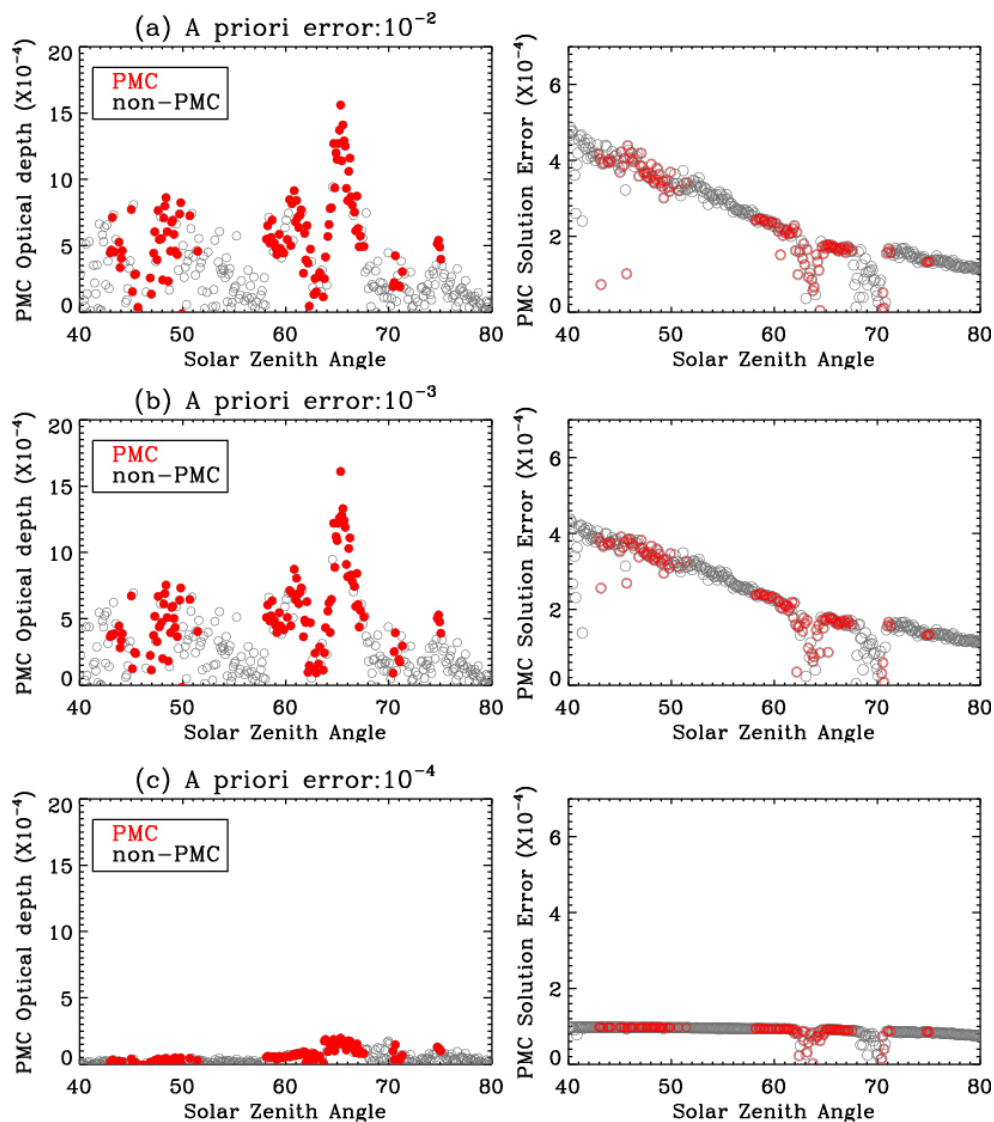 (a) A priori error:10⁻²
PMC Optical depth (X10⁻⁴)
20
15
10
5
0
PMC
non-PMC
40 50 60 70 80
Solar Zenith Angle
PMC Solution Error (X10⁻⁴)
6
4
2
0
40 50 60 70 80
Solar Zenith Angle
(b) A priori error:10⁻³
PMC Optical depth (X10⁻⁴)
20
15
10
5
0
PMC
non-PMC
40 50 60 70 80
Solar Zenith Angle
PMC Solution Error (X10⁻⁴)
6
4
2
0
40 50 60 70 80
Solar Zenith Angle
(c) A priori error:10⁻⁴
PMC Optical depth (X10⁻⁴)
20
15
10
5
0
PMC
non-PMC
40 50 60 70 80
Solar Zenith Angle
PMC Solution Error (X10⁻⁴)
6
4
2
0
40 50 60 70 80
Solar Zenith Angle